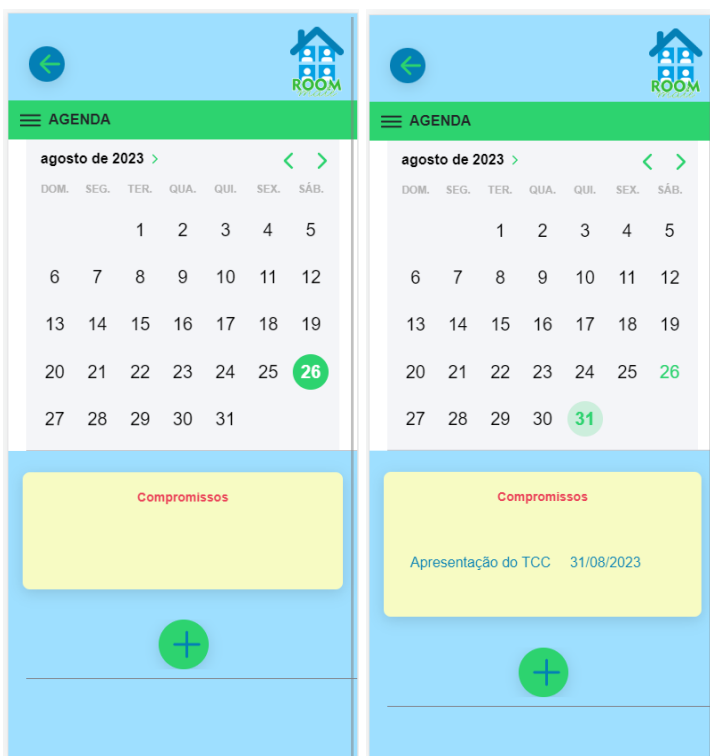 ROOM
AGENDA
agosto de 2023
DOM. SEG. TER. QUA. QUI. SEX. SÁB.
1 2 3 4 5
6 7 8 9 10 11 12
13 14 15 16 17 18 19
20 21 22 23 24 25 26
27 28 29 30 31
Compromissos
ROOM
AGENDA
agosto de 2023
DOM. SEG. TER. QUA. QUI. SEX. SÁB.
1 2 3 4 5
6 7 8 9 10 11 12
13 14 15 16 17 18 19
20 21 22 23 24 25 26
27 28 29 30 31
Compromissos
Apresentação do TCC 31/08/2023